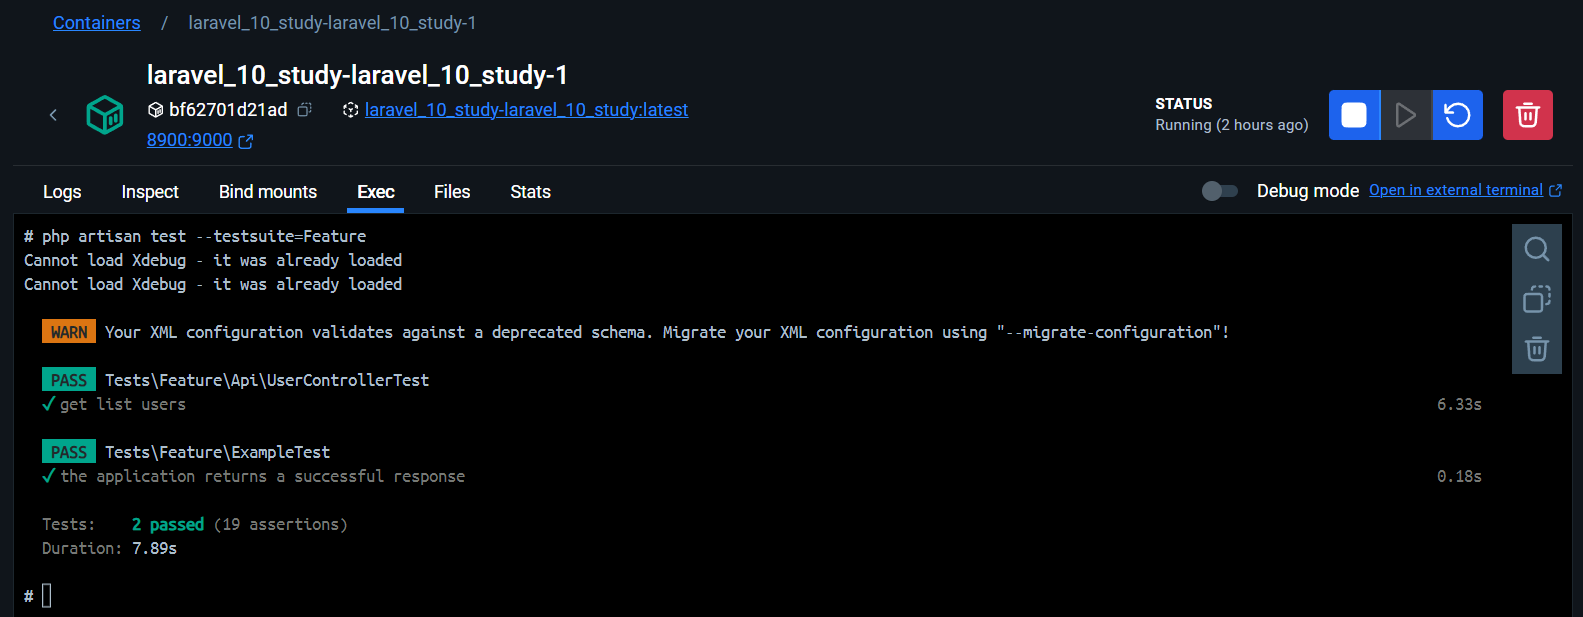 Containers / laravel_10_study-laravel_10_study-1
laravel_10_study-laravel_10_study-1
bf62701d21ad laravel_10_study-laravel_10_study:latest
8900:9000
STATUS
Running (2 hours ago)
Logs Inspect Bind mounts Exec Files Stats Debug mode Open in external terminal
# php artisan test --testsuite=Feature
Cannot load Xdebug - it was already loaded
Cannot load Xdebug - it was already loaded
WARN Your XML configuration validates against a deprecated schema. Migrate your XML configuration using "--migrate-configuration"!
PASS Tests\Feature\Api\UserControllerTest
✓ get list users 6.33s
PASS Tests\Feature\ExampleTest
✓ the application returns a successful response 0.18s
Tests: 2 passed (19 assertions)
Duration: 7.89s
#